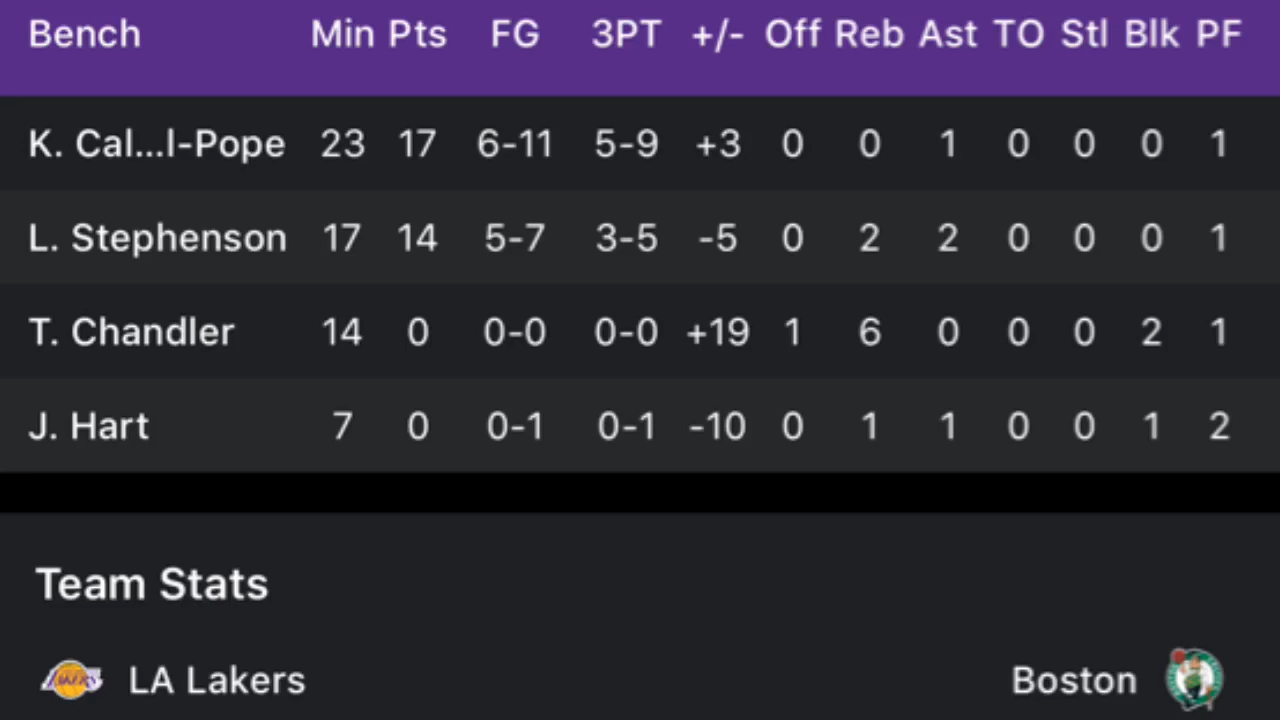 Bench Min Pts FG 3PT +/- Off Reb Ast TO Stl Blk PF
K. Cal...l-Pope 23 17 6-11 5-9 +3 0 0 1 0 0 0 1
L. Stephenson 17 14 5-7 3-5 -5 0 2 2 0 0 0 1
T. Chandler 14 0 0-0 0-0 +19 1 6 0 0 0 2 1
J. Hart 7 0 0-1 0-1 -10 0 1 1 0 0 1 2
Team Stats
LAKERS LA Lakers Boston